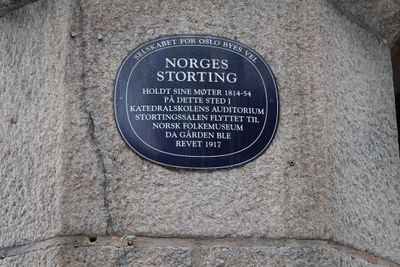 SELSKABET FOR OSLO BYES VEL
NORGES
STORTING
HOLDT SINE MØTER 1814-54
PÅ DETTE STED I
KATEDRALSKOLENS AUDITORIUM
STORTINGSSALEN FLYTTET TIL
NORSK FOLKEMUSEUM
DA GÅRDEN BLE
REVET 1917